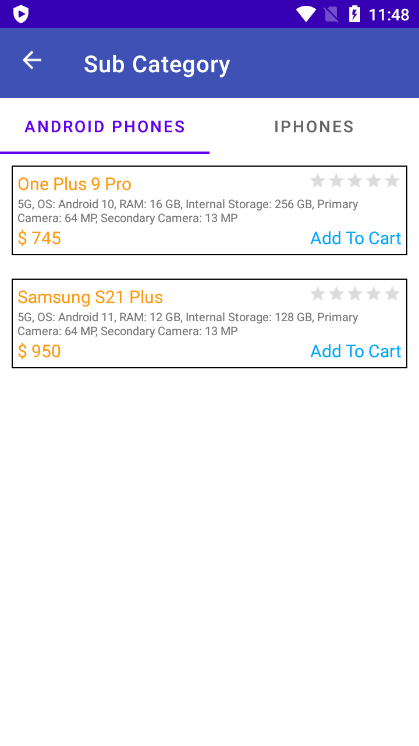 11:48
Sub Category
ANDROID PHONES
IPHONES
One Plus 9 Pro
5G, OS: Android 10, RAM: 16 GB, Internal Storage: 256 GB, Primary
Camera: 64 MP, Secondary Camera: 13 MP
$ 745
Add To Cart
Samsung S21 Plus
5G, OS: Android 11, RAM: 12 GB, Internal Storage: 128 GB, Primary
Camera: 64 MP, Secondary Camera: 13 MP
$ 950
Add To Cart